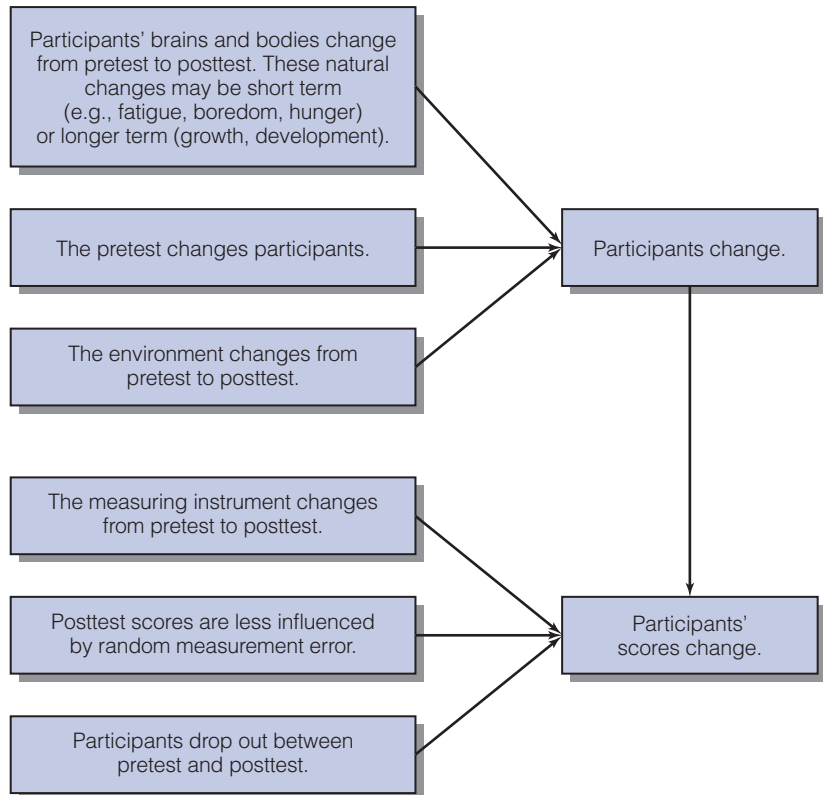 Participants’ brains and bodies change
from pretest to posttest. These natural
changes may be short term
(e.g., fatigue, boredom, hunger)
or longer term (growth, development).
The pretest changes participants.
Participants change.
The environment changes from
pretest to posttest.
The measuring instrument changes
from pretest to posttest.
Posttest scores are less influenced
by random measurement error.
Participants’
scores change.
Participants drop out between
pretest and posttest.